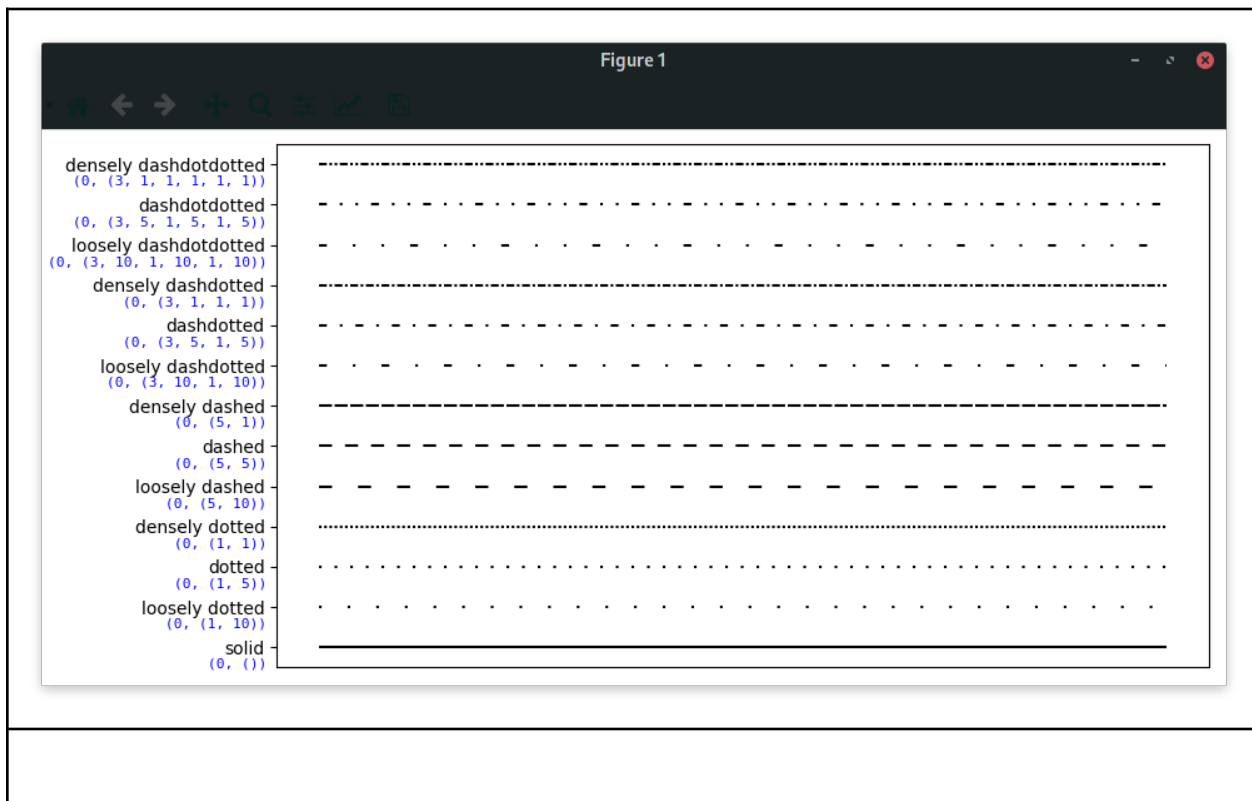 Figure 1
densely dashdotdotted
(0, (3, 1, 1, 1, 1, 1))
dashdotdotted
(0, (3, 5, 1, 5, 1, 5))
loosely dashdotdotted
(0, (3, 10, 1, 10, 1, 10))
densely dashdotted
(0, (3, 1, 1, 1))
dashdotted
(0, (3, 5, 1, 5))
loosely dashdotted
(0, (3, 10, 1, 10))
densely dashed
(0, (5, 1))
dashed
(0, (5, 5))
loosely dashed
(0, (5, 10))
densely dotted
(0, (1, 1))
dotted
(0, (1, 5))
loosely dotted
(0, (1, 10))
solid
(0, ())